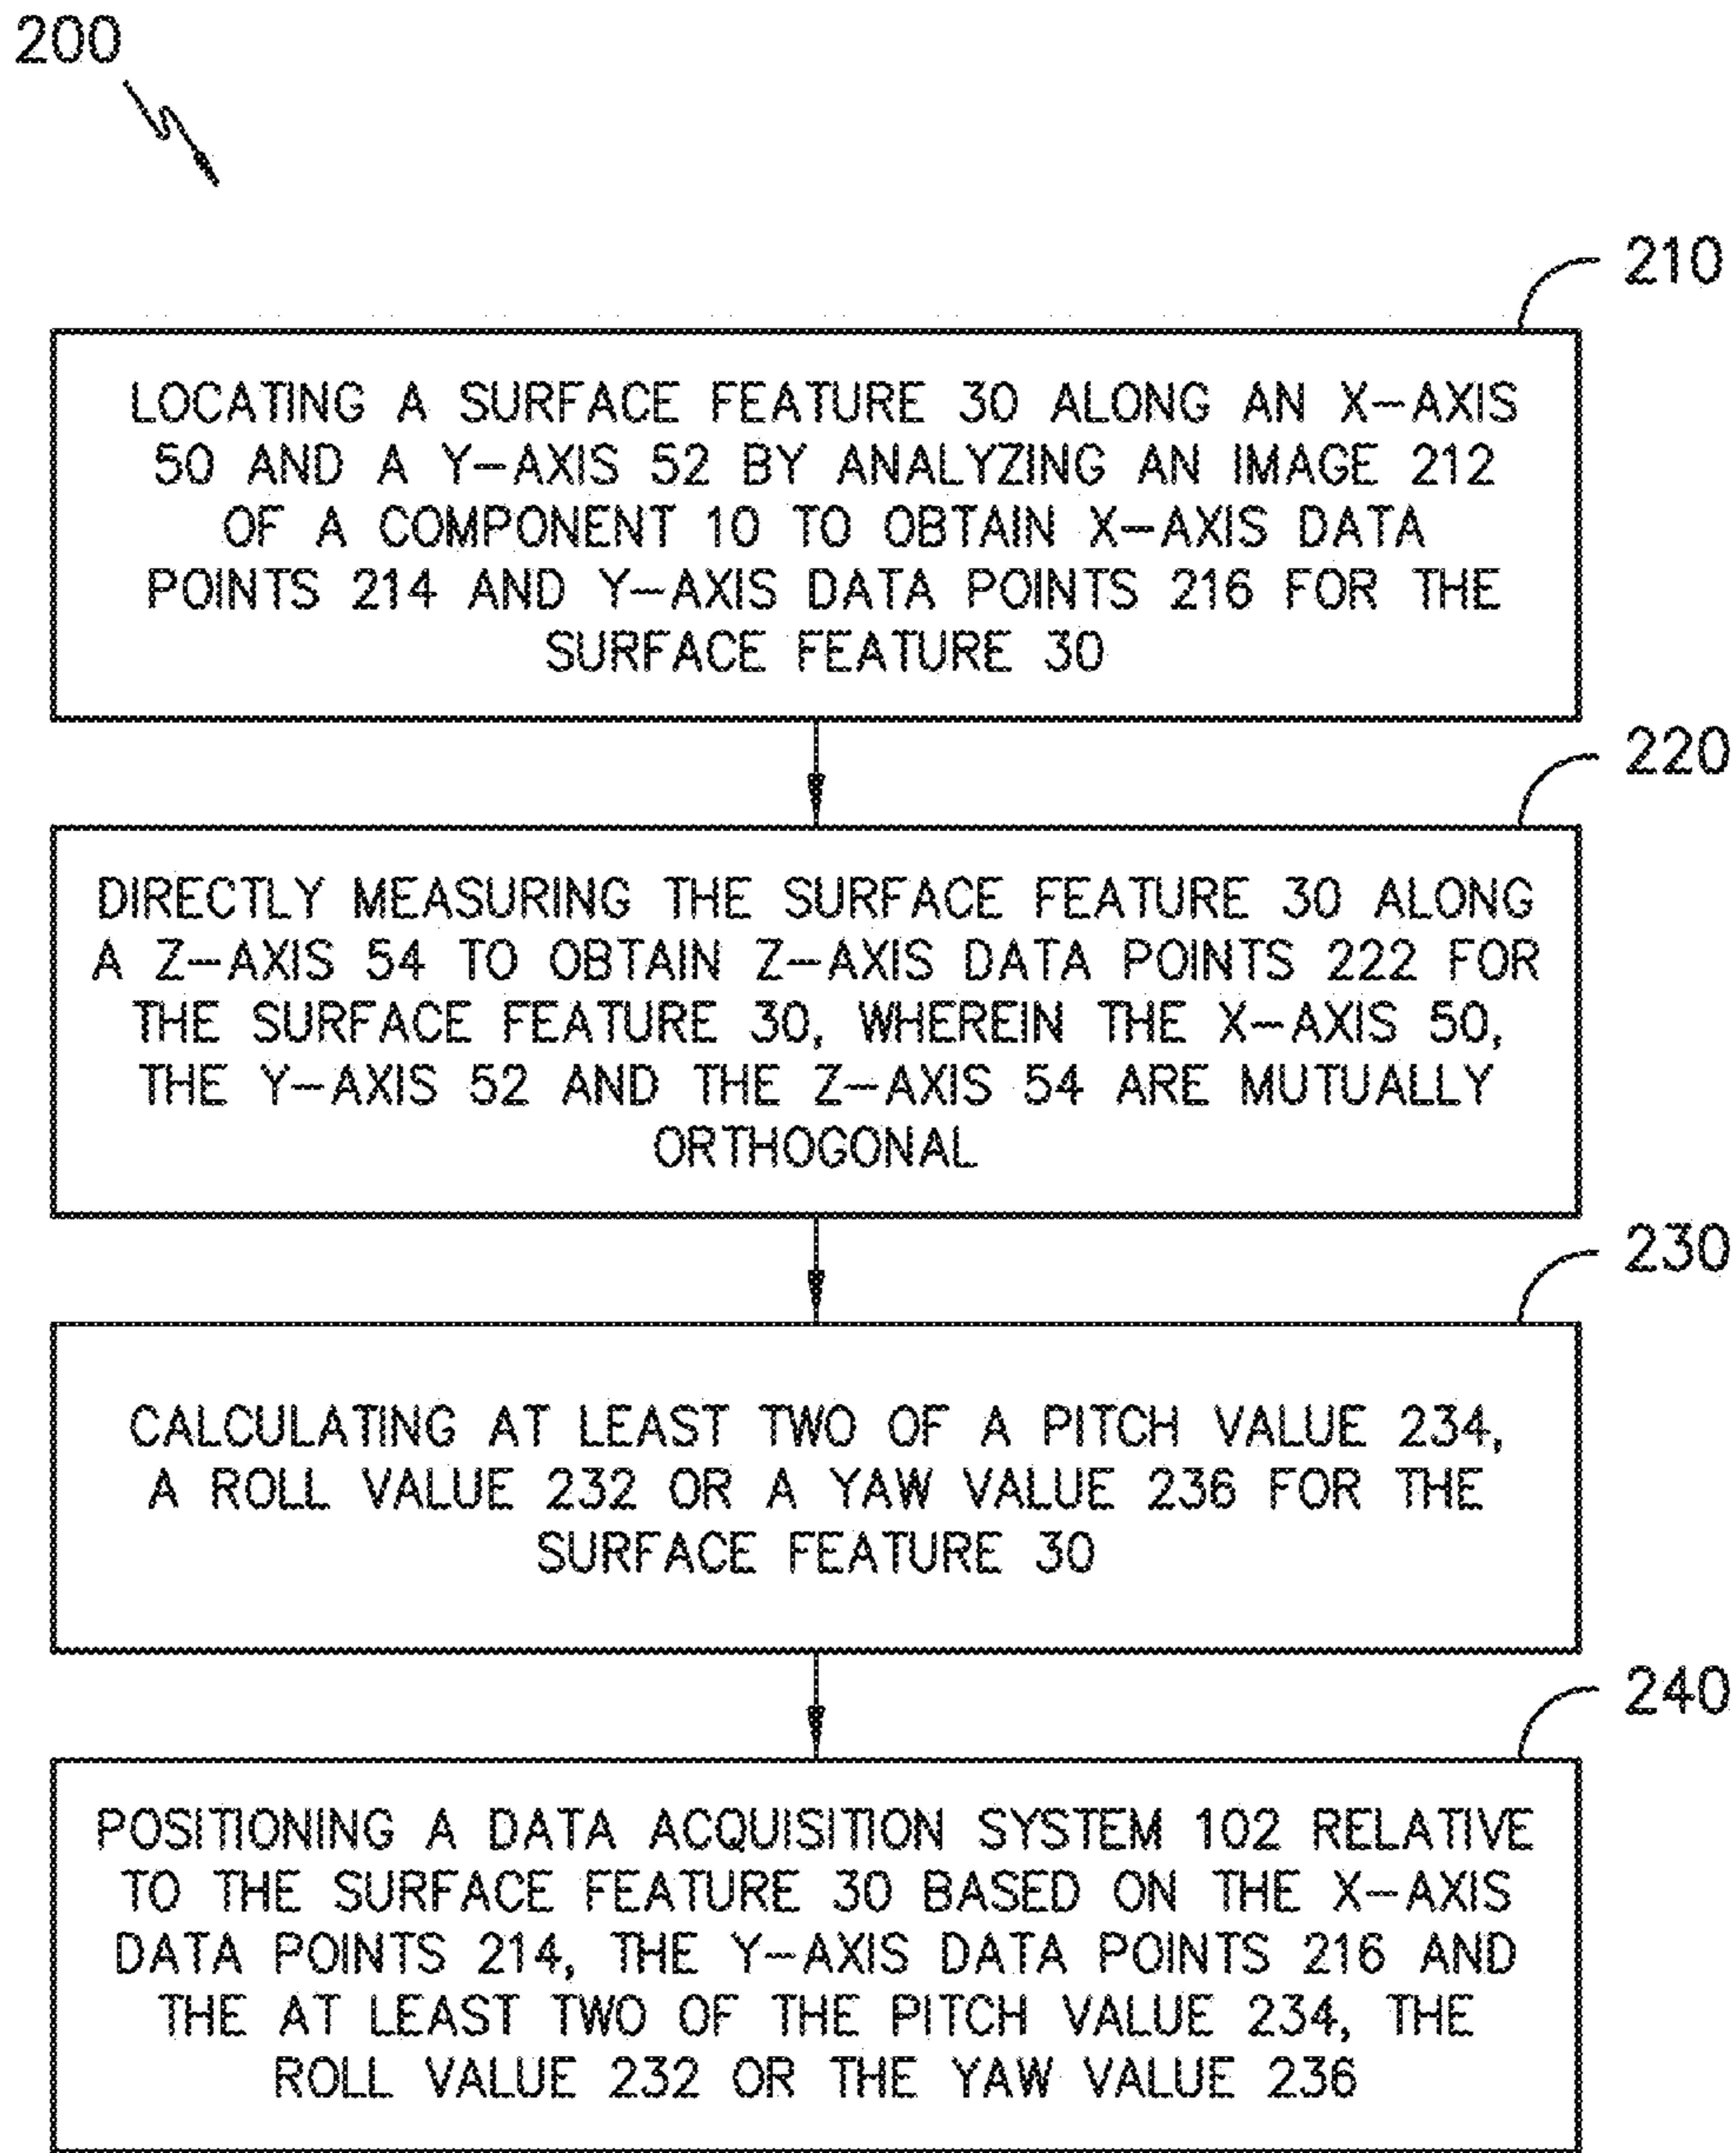 200
210
LOCATING A SURFACE FEATURE 30 ALONG AN X-AXIS
50 AND A Y-AXIS 52 BY ANALYZING AN IMAGE 212
OF A COMPONENT 10 TO OBTAIN X-AXIS DATA
POINTS 214 AND Y-AXIS DATA POINTS 216 FOR THE
SURFACE FEATURE 30
220
DIRECTLY MEASURING THE SURFACE FEATURE 30 ALONG
A Z-AXIS 54 TO OBTAIN Z-AXIS DATA POINTS 222 FOR
THE SURFACE FEATURE 30, WHEREIN THE X-AXIS 50,
THE Y-AXIS 52 AND THE Z-AXIS 54 ARE MUTUALLY
ORTHOGONAL
230
CALCULATING AT LEAST TWO OF A PITCH VALUE 234,
A ROLL VALUE 232 OR A YAW VALUE 236 FOR THE
SURFACE FEATURE 30
240
POSITIONING A DATA ACQUISITION SYSTEM 102 RELATIVE
TO THE SURFACE FEATURE 30 BASED ON THE X-AXIS
DATA POINTS 214, THE Y-AXIS DATA POINTS 216 AND
THE AT LEAST TWO OF THE PITCH VALUE 234, THE
ROLL VALUE 232 OR THE YAW VALUE 236